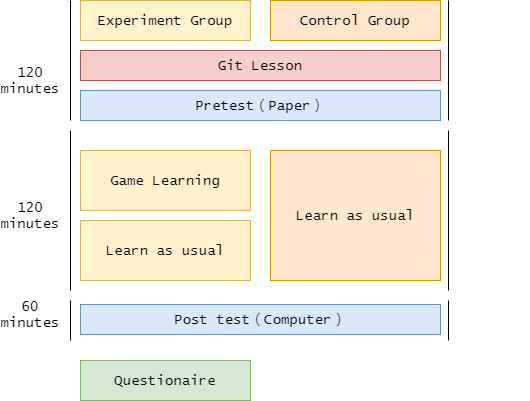 Experiment Group
Control Group
Git Lesson
120
minutes
Pretest (Paper)
Game Learning
120
minutes
Learn as usual
Learn as usual
60
minutes
Post test (Computer)
Questionaire